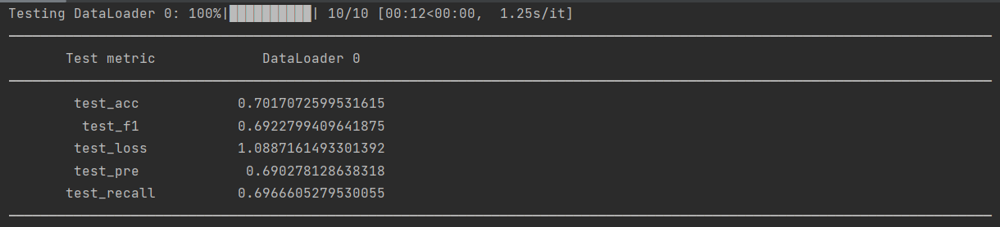 Testing DataLoader 0: 100%|██████████| 10/10 [00:12<00:00,  1.25s/it]
Test metric DataLoader 0
test_acc 0.7017072599531615
test_f1 0.6922799409641875
test_loss 1.0887161493301392
test_pre 0.690278128638318
test_recall 0.6966605279530055